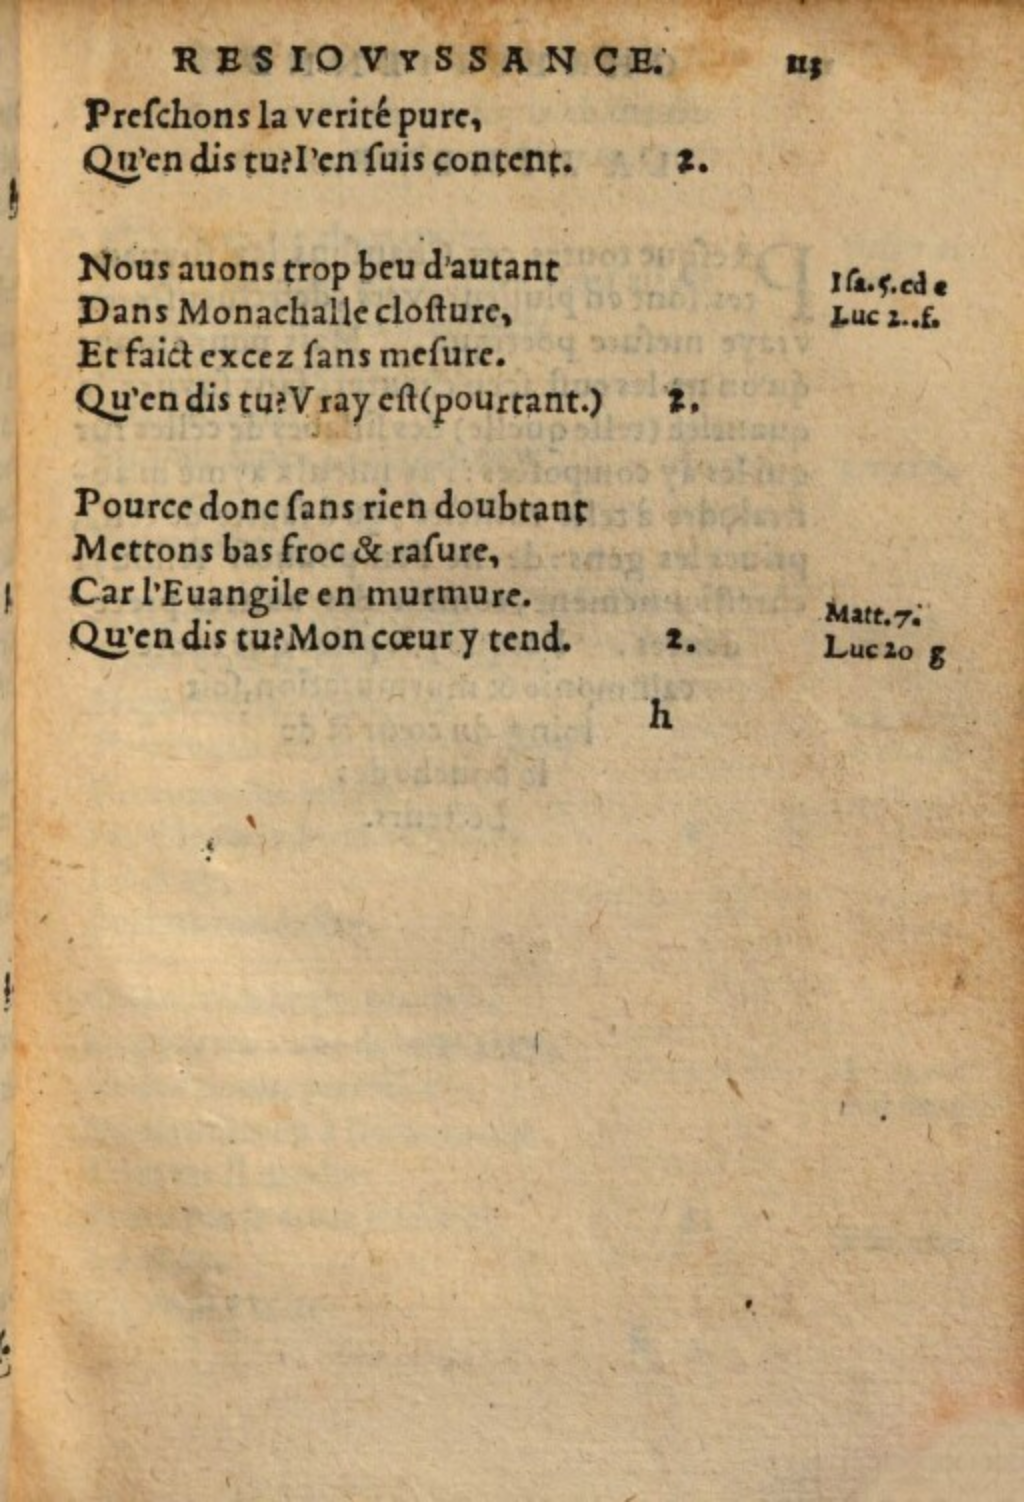 RESIOVYSSANCE. 113
Preſchons la verité pure,
Qu'en dis tu? I'en ſuis content. 2.
Nous auons trop beu d'autant
Dans Monachalle cloſture,
Et faict excez ſans meſure.
Qu'en dis tu? Vray eſt (pourtant.) 2.
Iſa. 5. cd e
Luc 2..f.
Pource donc ſans rien doubtant
Mettons bas froc & raſure,
Car l'Euangile en murmure.
Qu'en dis tu? Mon cœur y tend. 2.
Matt. 7.
Luc 20 g
h